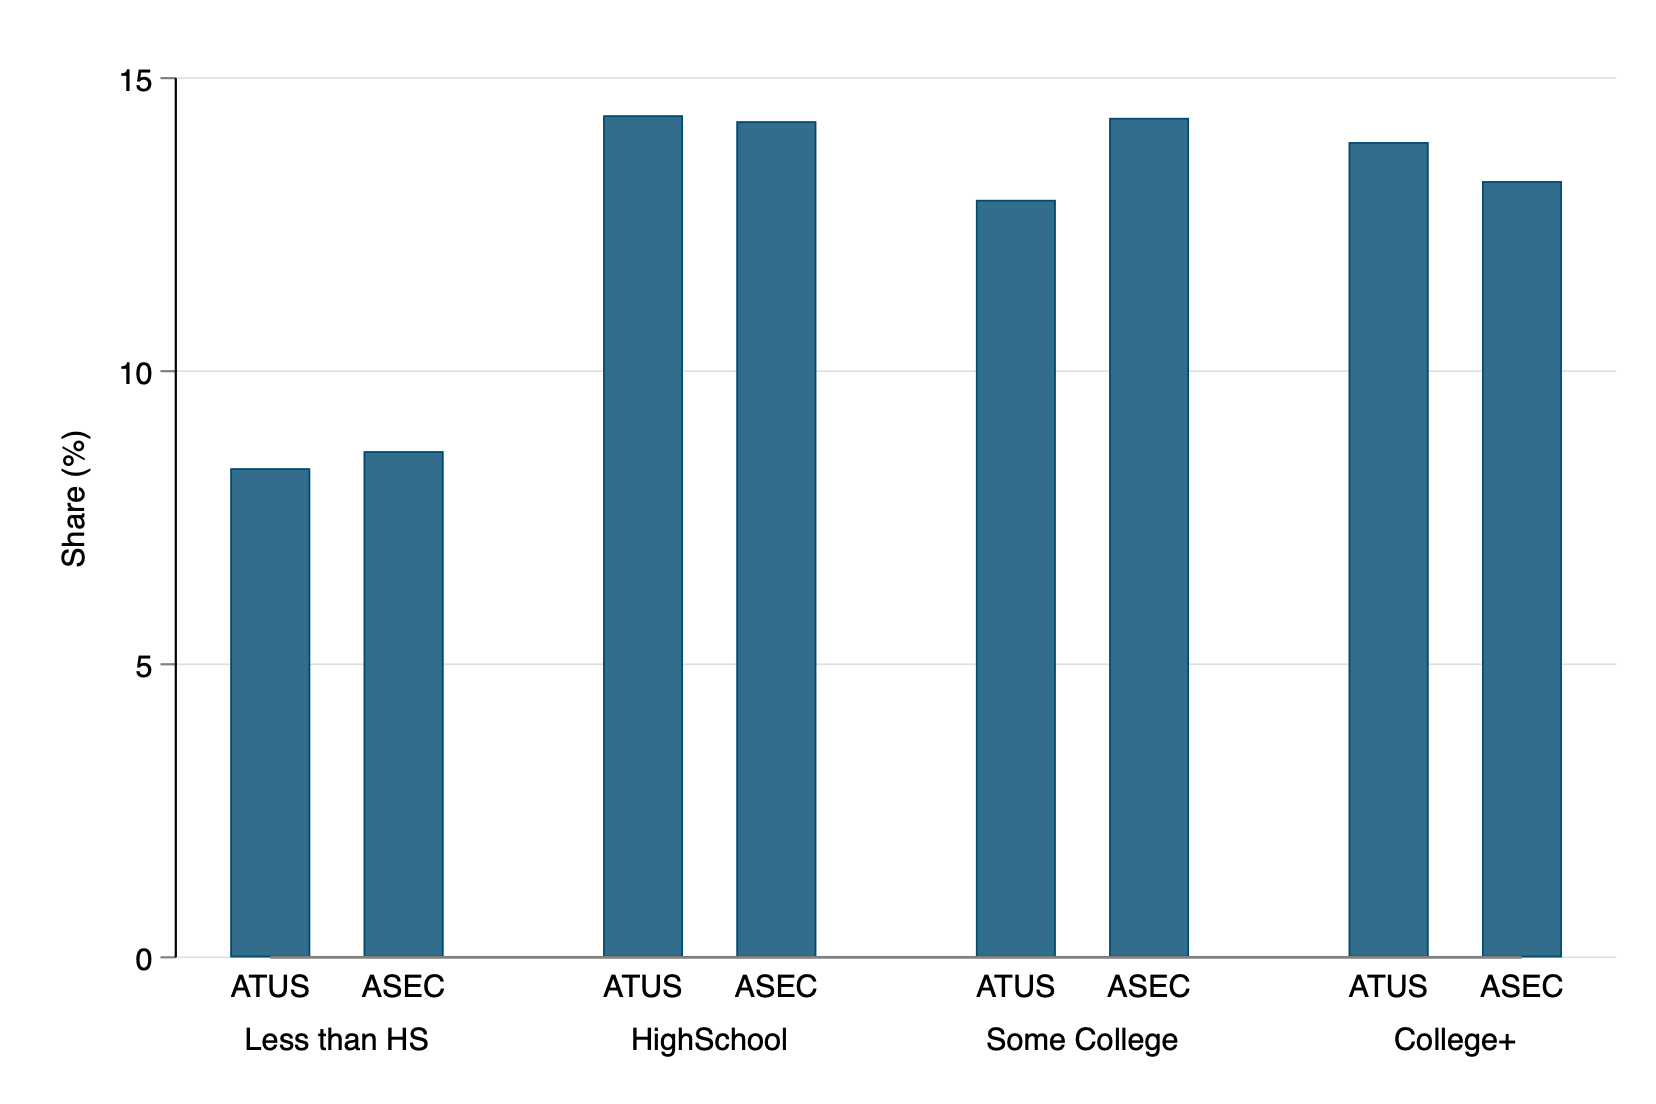 15
10
5
0
Share (%)
ATUS ASEC ATUS ASEC ATUS ASEC ATUS ASEC
Less than HS HighSchool Some College College+